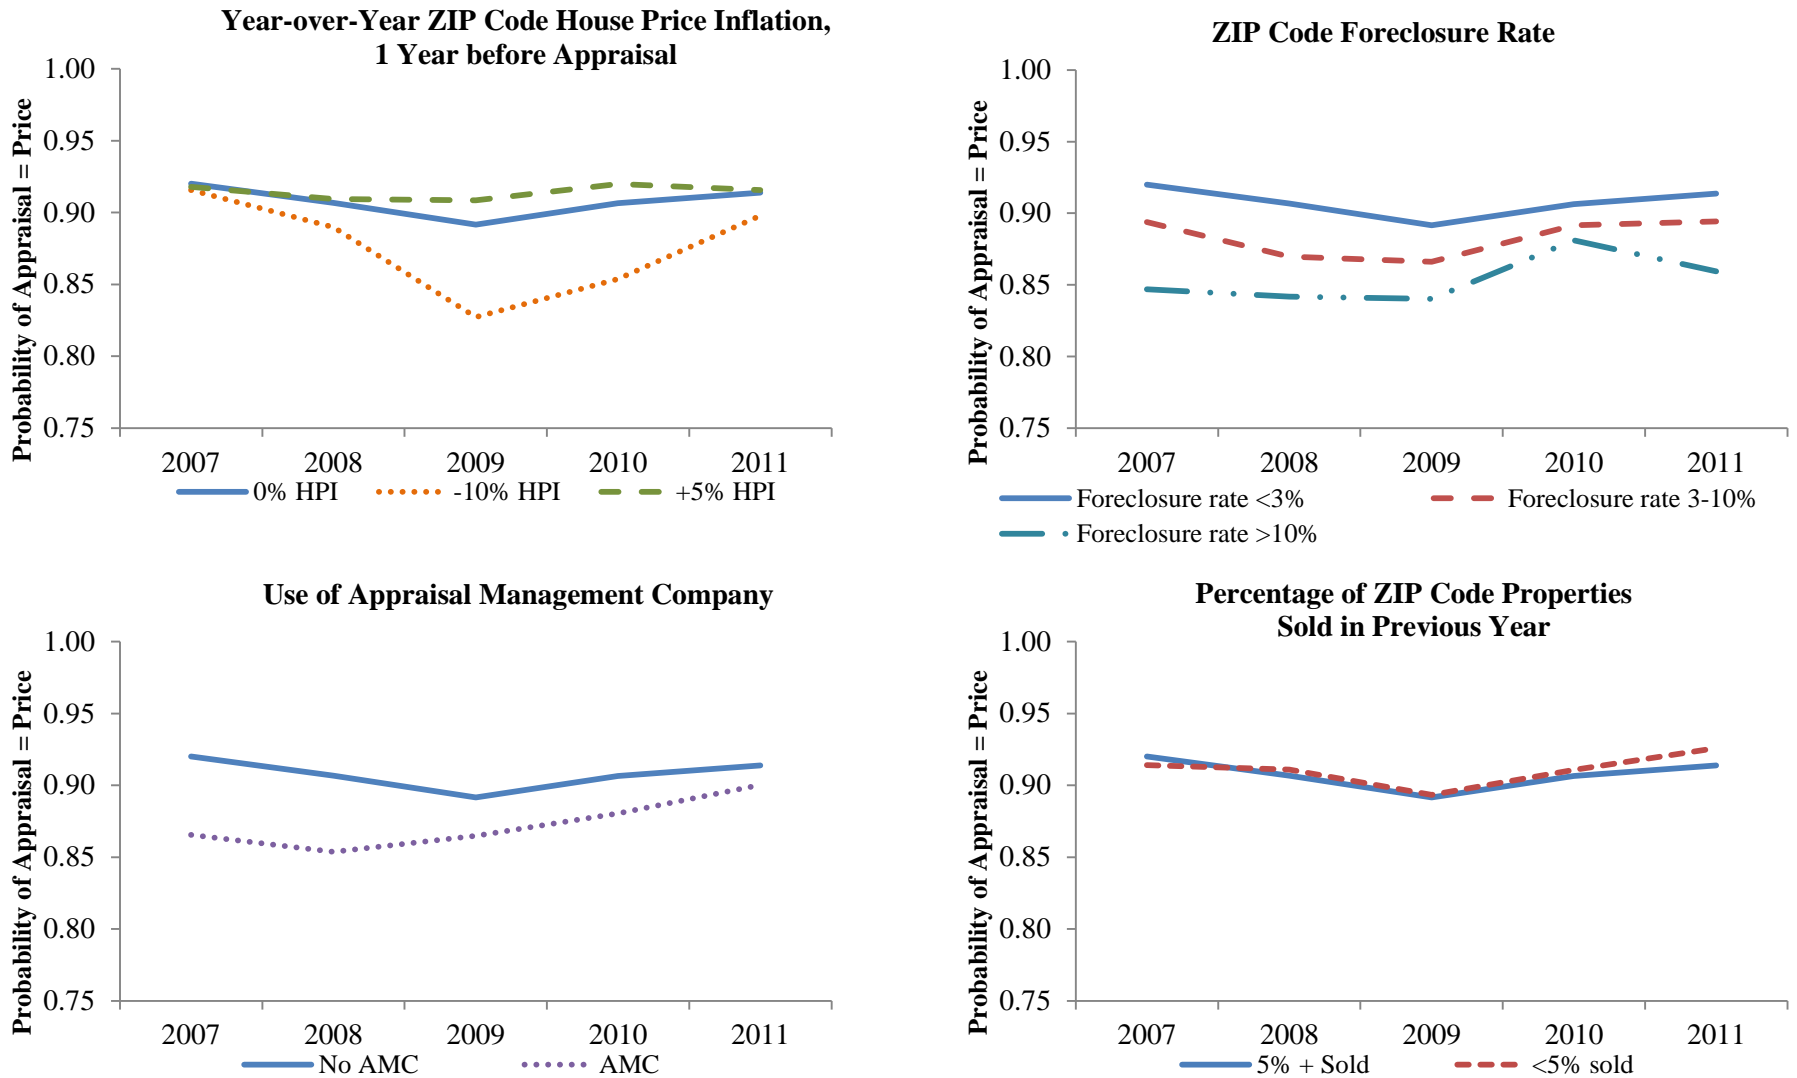 Year-over-Year ZIP Code House Price Inflation,
1 Year before Appraisal
Probability of Appraisal = Price
1.00
0.95
0.90
0.85
0.80
0.75
2007 2008 2009 2010 2011
0% HPI -10% HPI +5% HPI
ZIP Code Foreclosure Rate
Probability of Appraisal = Price
1.00
0.95
0.90
0.85
0.80
0.75
2007 2008 2009 2010 2011
Foreclosure rate <3% Foreclosure rate 3-10%
Foreclosure rate >10%
Use of Appraisal Management Company
Probability of Appraisal = Price
1.00
0.95
0.90
0.85
0.80
0.75
2007 2008 2009 2010 2011
No AMC AMC
Percentage of ZIP Code Properties
Sold in Previous Year
Probability of Appraisal = Price
1.00
0.95
0.90
0.85
0.80
0.75
2007 2008 2009 2010 2011
5% + Sold <5% sold